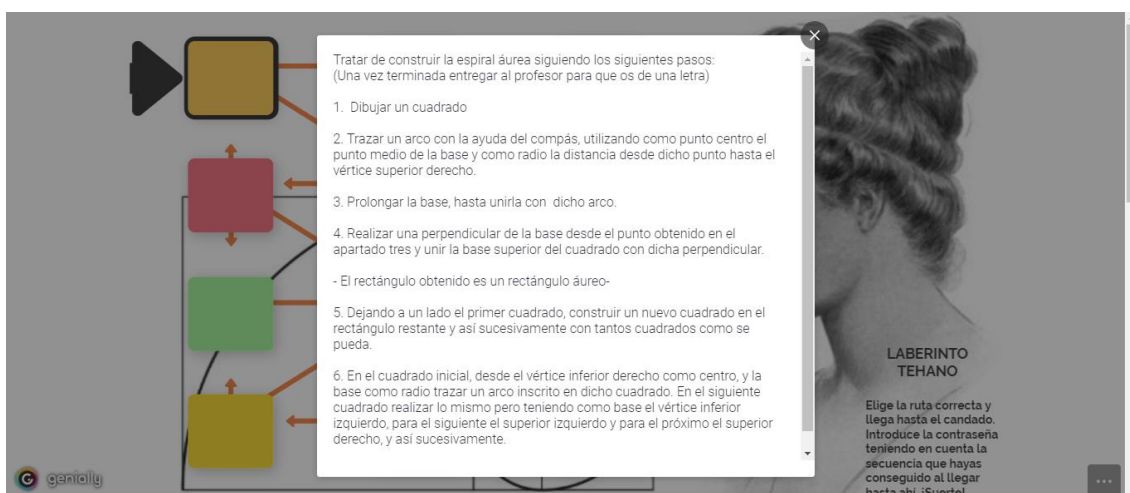 Tratar de construir la espiral áurea siguiendo los siguientes pasos:
(Una vez terminada entregar al profesor para que os de una letra)
1. Dibujar un cuadrado
2. Trazar un arco con la ayuda del compás, utilizando como punto centro el
punto medio de la base y como radio la distancia desde dicho punto hasta el
vértice superior derecho.
3. Prolongar la base, hasta unirla con dicho arco.
4. Realizar una perpendicular de la base desde el punto obtenido en el
apartado tres y unir la base superior del cuadrado con dicha perpendicular.
- El rectángulo obtenido es un rectángulo áureo-
5. Dejando a un lado el primer cuadrado, construir un nuevo cuadrado en el
rectángulo restante y así sucesivamente con tantos cuadrados como se
pueda.
6. En el cuadrado inicial, desde el vértice inferior derecho como centro, y la
base como radio trazar un arco inscrito en dicho cuadrado. En el siguiente
cuadrado realizar lo mismo pero teniendo como base el vértice inferior
izquierdo, para el siguiente el superior izquierdo y para el próximo el superior
derecho, y así sucesivamente.
LABERINTO
TEHANO
Elige la ruta correcta y
llega hasta el candado.
Introduce la contraseña
teniendo en cuenta la
secuencia que hayas
conseguido al llegar
hasta ahí. ¡Suerte!
genially